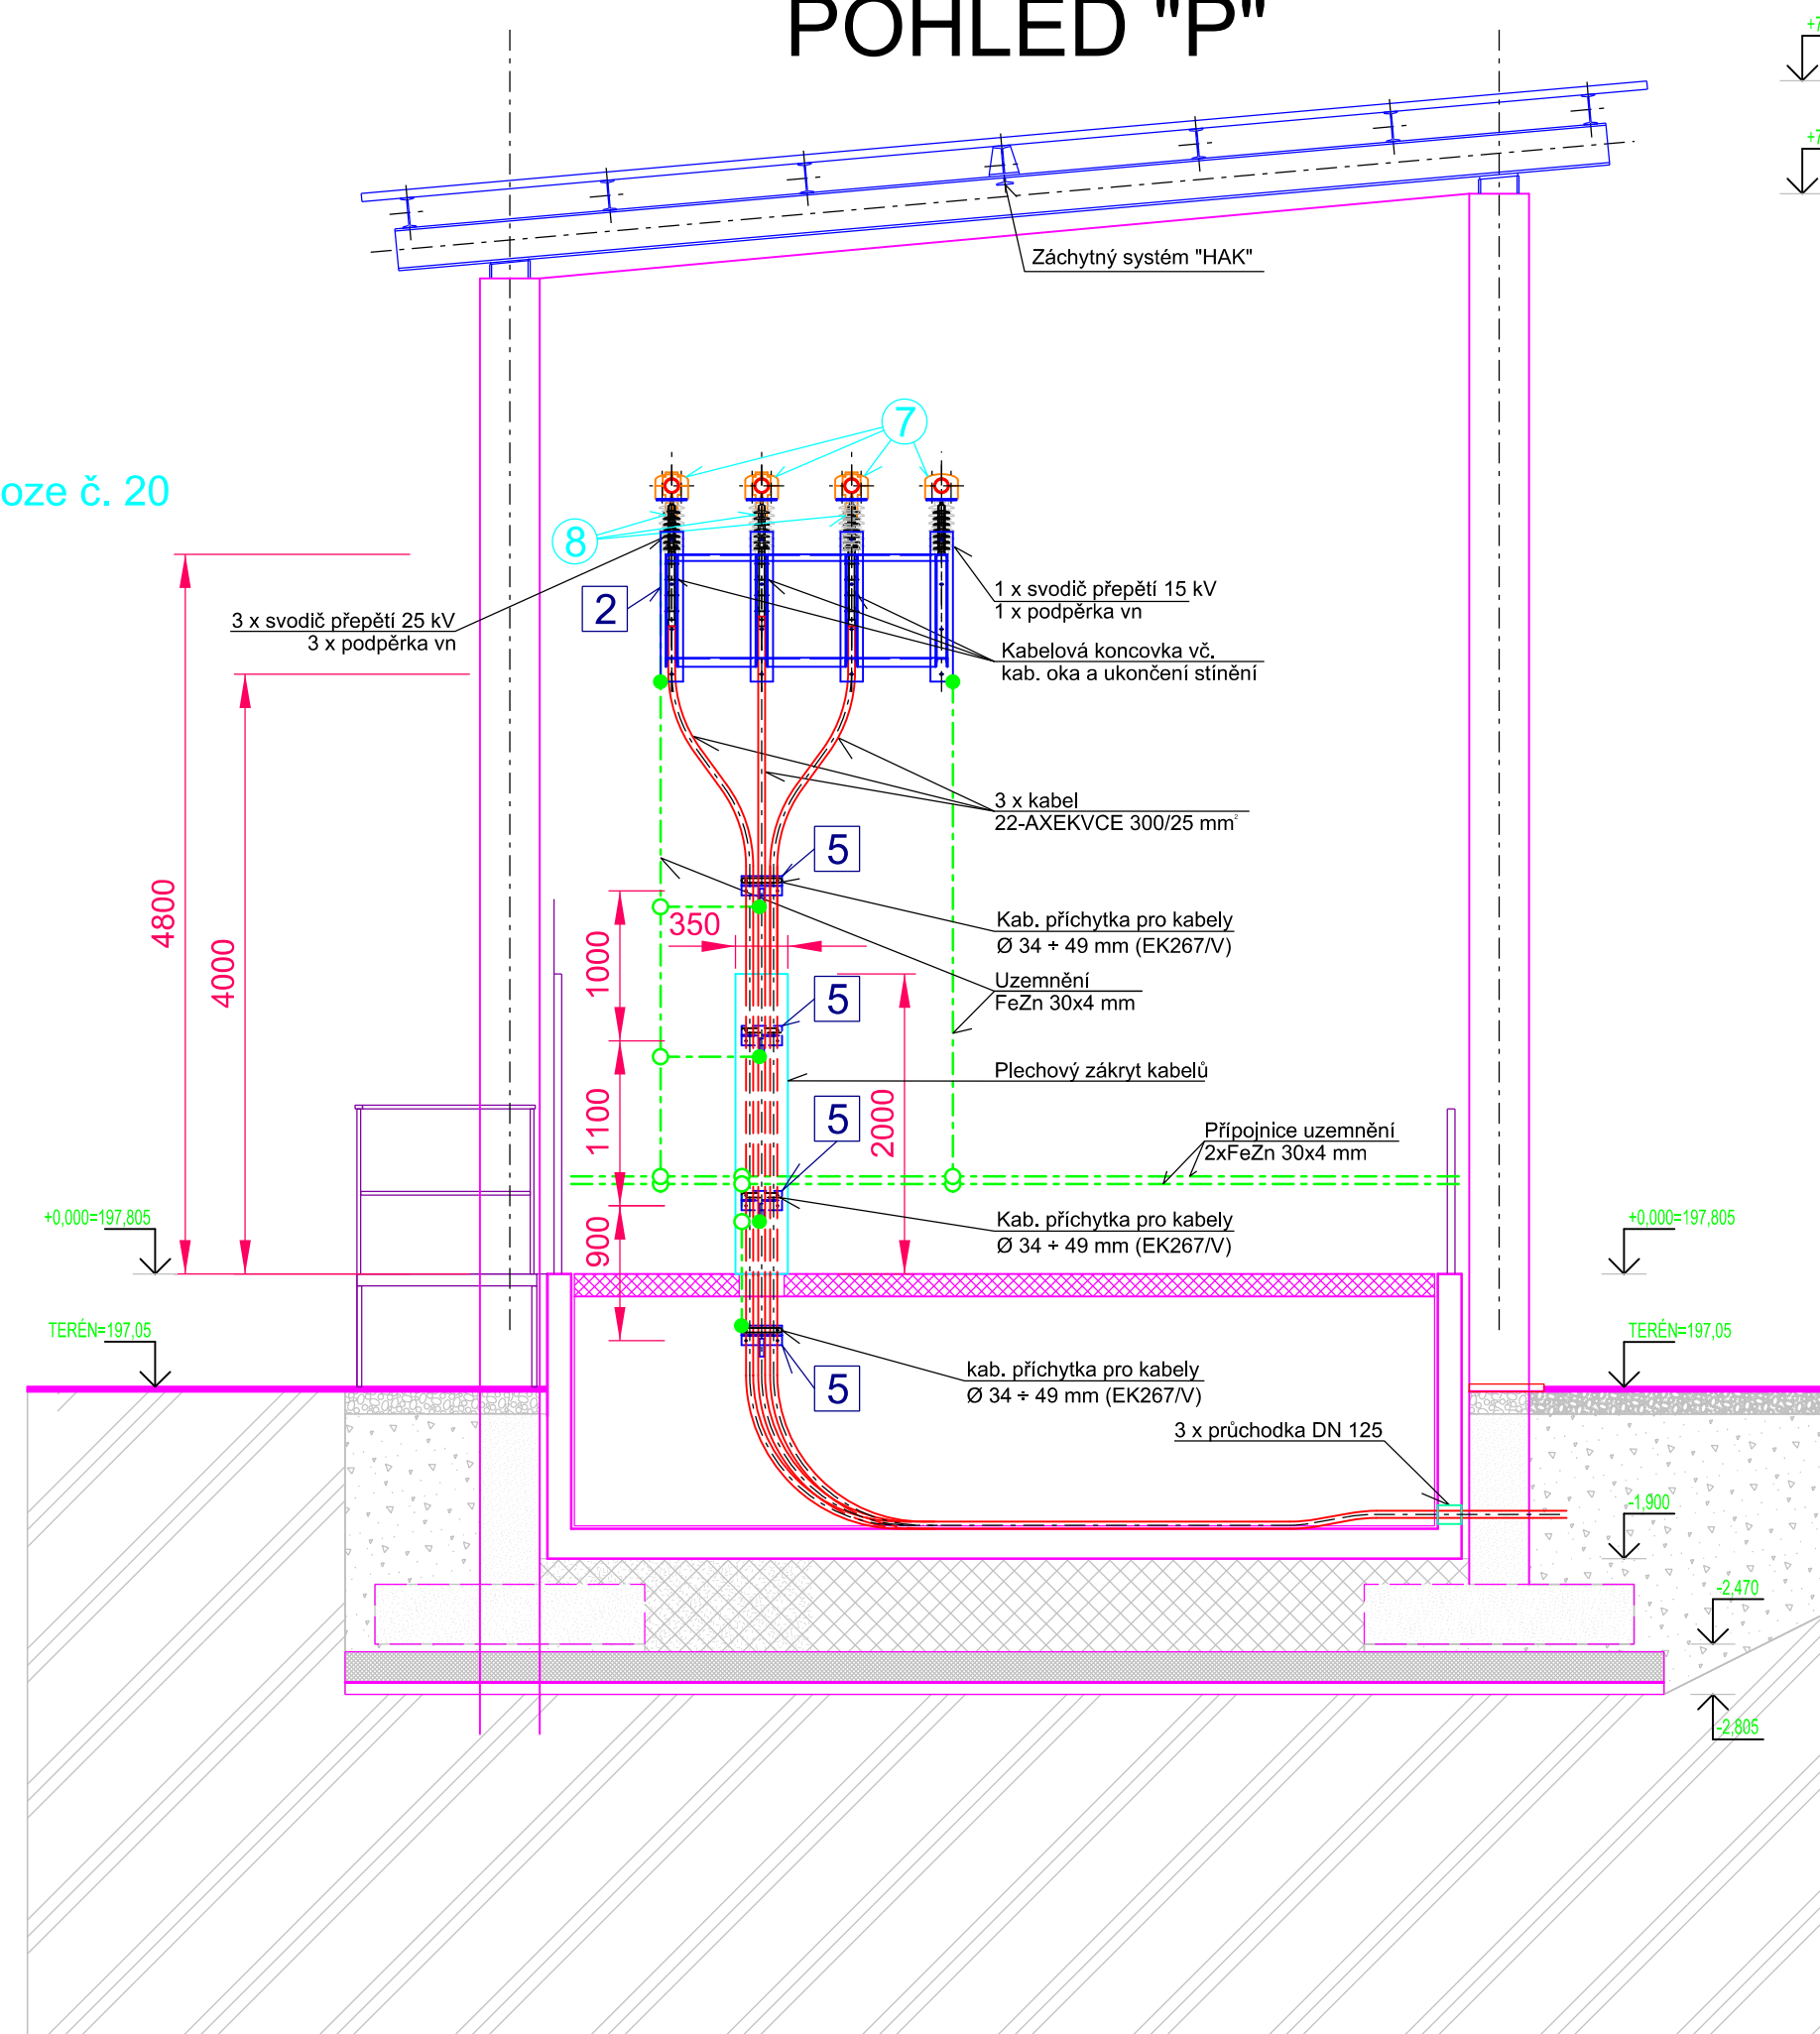 POHLED "P"
+7
+7
Záchytný systém "HAK"
7
oze č. 20
8
2
3 x svodič přepětí 25 kV
3 x podpěrka vn
1 x svodič přepětí 15 kV
1 x podpěrka vn
Kabelová koncovka vč.
kab. oka a ukončení stínění
3 x kabel
22-AXEKVCE 300/25 mm²
5
4800
4000
1000
350
Kab. příchytka pro kabely
Ø 34 ÷ 49 mm (EK267/V)
Uzemnění
FeZn 30x4 mm
5
Plechový zákryt kabelů
1100
5
2000
Přípojnice uzemnění
2xFeZn 30x4 mm
900
Kab. příchytka pro kabely
Ø 34 ÷ 49 mm (EK267/V)
+0,000=197,805
+0,000=197,805
TERÉN=197,05
TERÉN=197,05
kab. příchytka pro kabely
Ø 34 ÷ 49 mm (EK267/V)
5
3 x průchodka DN 125
-1,900
-2,470
-2,805